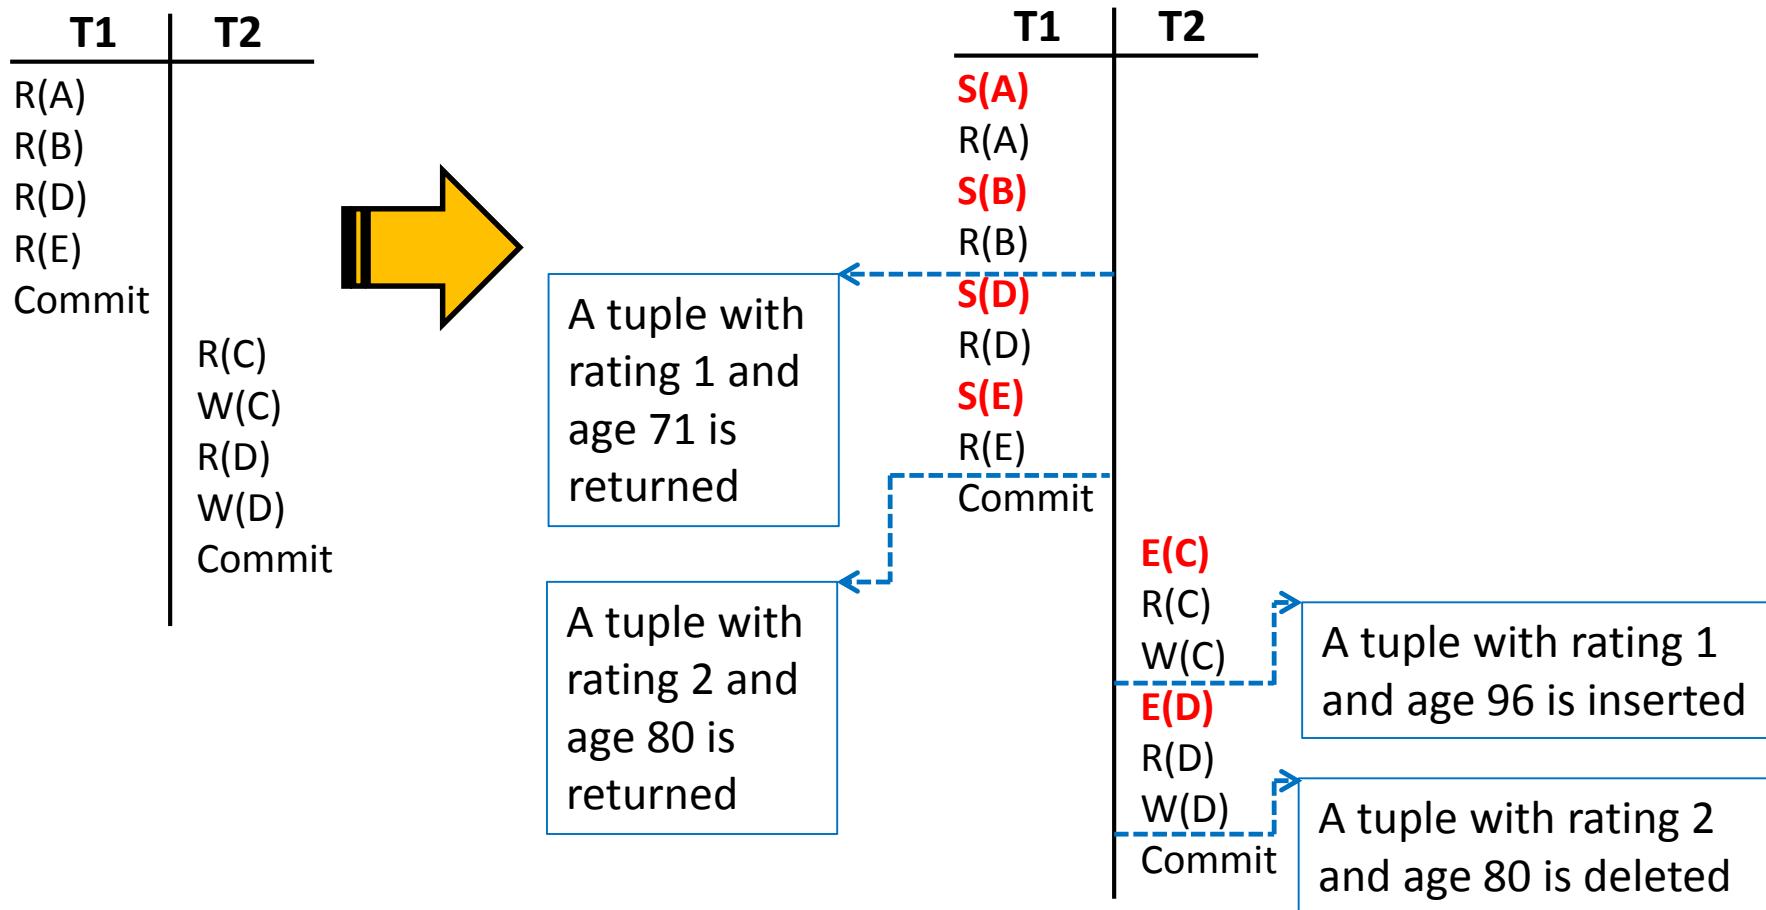 T1
T2
R(A)
R(B)
R(D)
R(E)
Commit
R(C)
W(C)
R(D)
W(D)
Commit
T1
T2
S(A)
R(A)
S(B)
R(B)
S(D)
R(D)
S(E)
R(E)
Commit
E(C)
R(C)
W(C)
E(D)
R(D)
W(D)
Commit
A tuple with
rating 1 and
age 71 is
returned
A tuple with
rating 2 and
age 80 is
returned
A tuple with rating 1
and age 96 is inserted
A tuple with rating 2
and age 80 is deleted